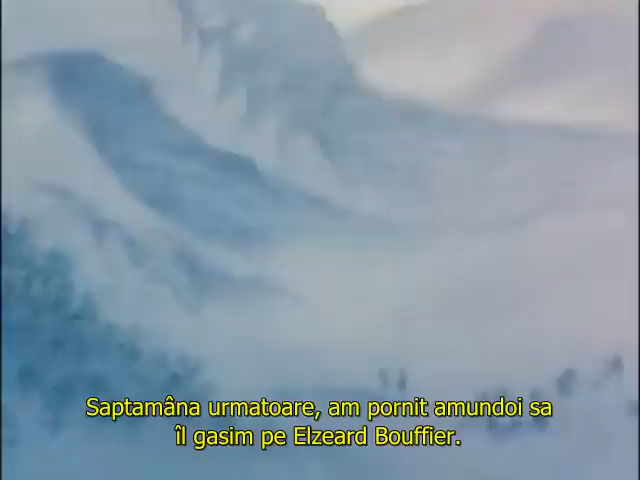 Saptamâna urmatoare, am pornit amundoi sa
îl gasim pe Elzeard Bouffier.